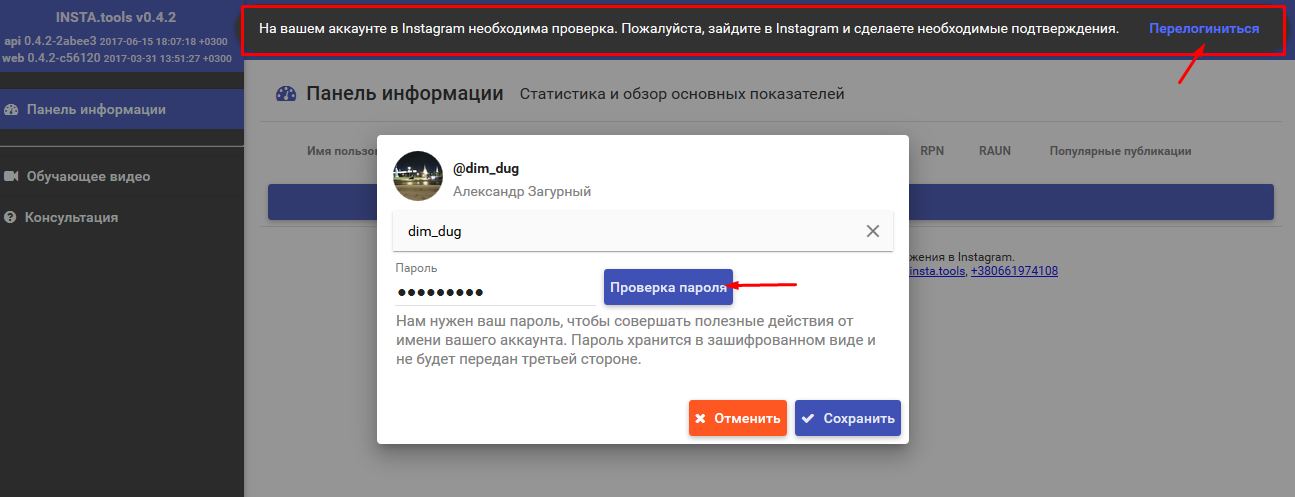 INSTA.tools v0.4.2
api 0.4.2-2abee3 2017-06-15 18:07:18 +0300
web 0.4.2-c56120 2017-03-31 13:51:27 +0300
На вашем аккаунте в Instagram необходима проверка. Пожалуйста, зайдите в Instagram и сделаете необходимые подтверждения. Перелогиниться
Панель информации
Обучающее видео
Консультация
Панель информации Статистика и обзор основных показателей
Имя пользо
RPN RAUN Популярные публикации
@dim_dug
Александр Загурный
dim_dug
Пароль
Проверка пароля
Нам нужен ваш пароль, чтобы совершать полезные действия от
имени вашего аккаунта. Пароль хранится в зашифрованном виде и
не будет передан третьей стороне.
Отменить Сохранить
жения в Instagram.
insta.tools, +380661974108